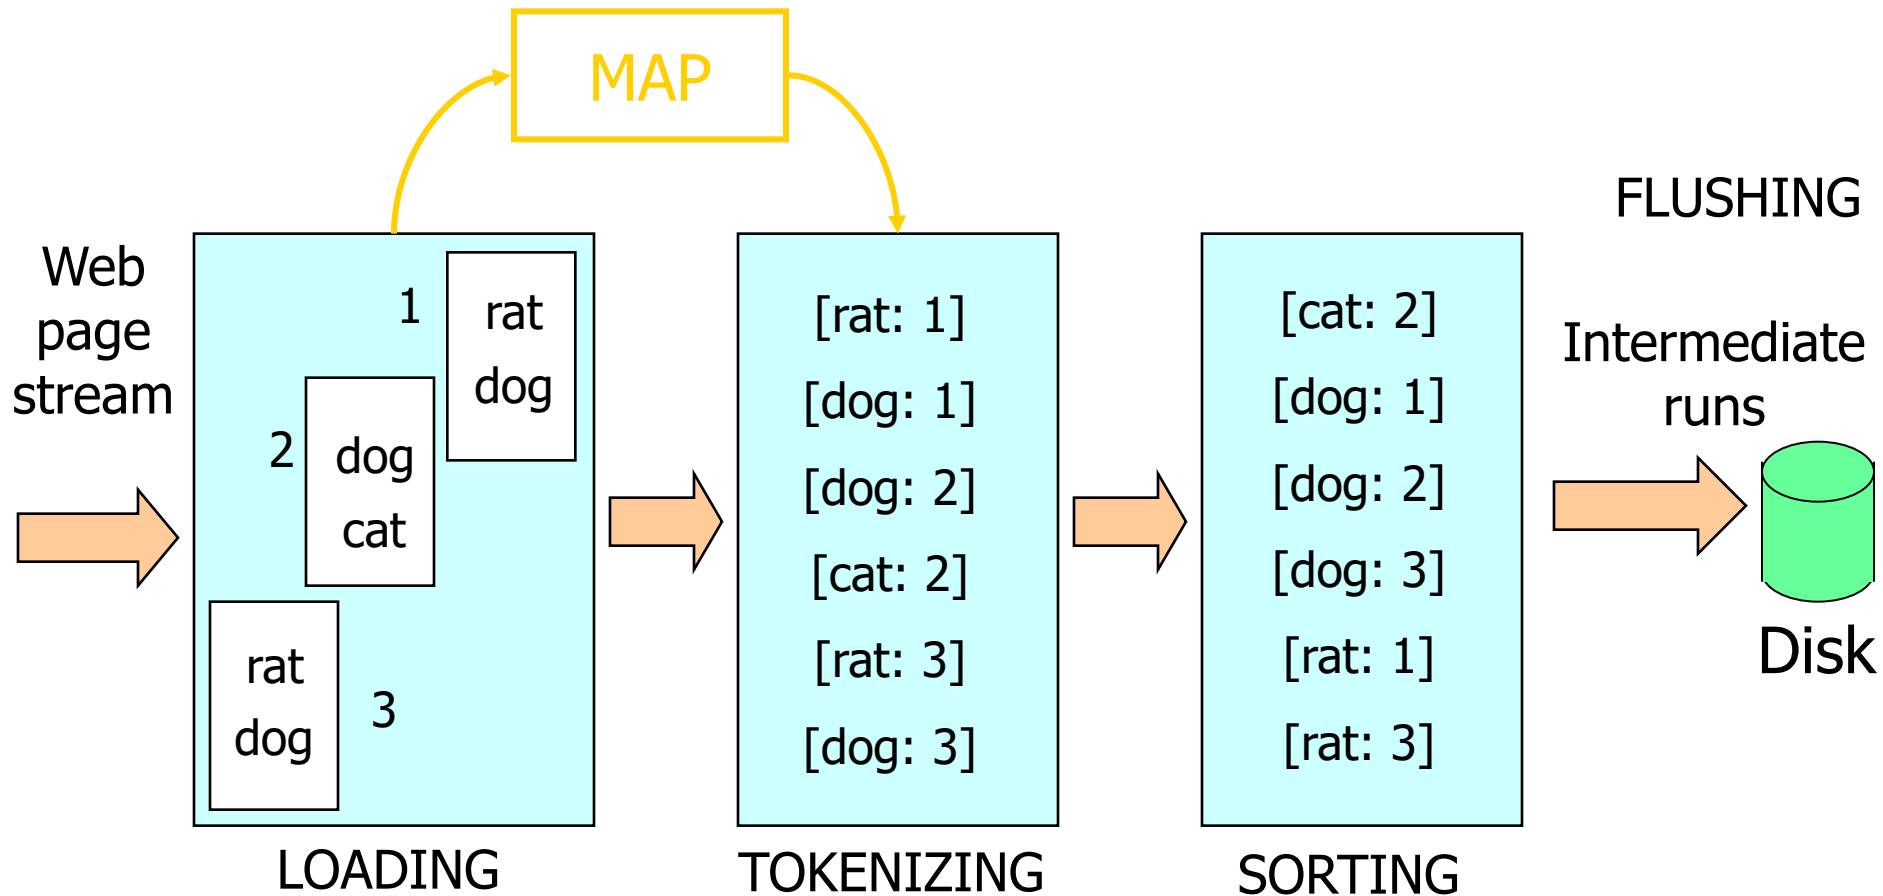 MAP
FLUSHING
Web
page
stream
1
rat
dog
2
dog
cat
rat
dog
3
LOADING
[rat: 1]
[dog: 1]
[dog: 2]
[cat: 2]
[rat: 3]
[dog: 3]
TOKENIZING
[cat: 2]
[dog: 1]
[dog: 2]
[dog: 3]
[rat: 1]
[rat: 3]
SORTING
Intermediate
runs
Disk